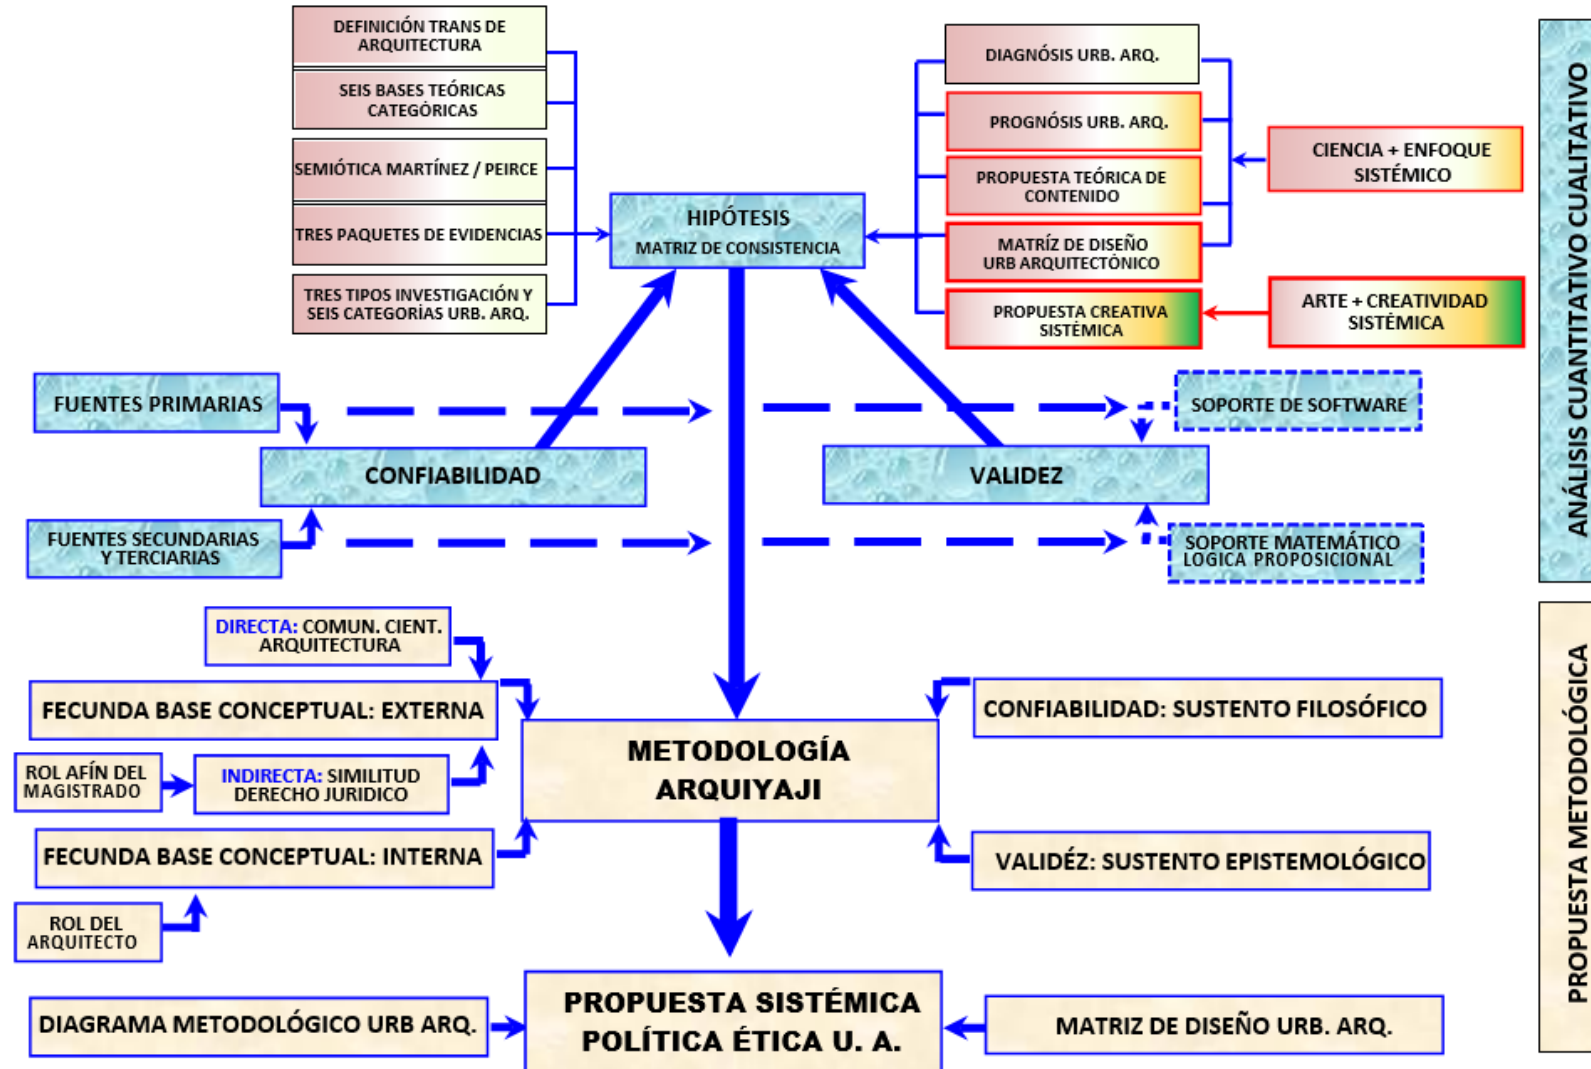 DEFINICIÓN TRANS DE
ARQUITECTURA
SEIS BASES TEÓRICAS
CATEGÓRICAS
SEMIÓTICA MARTÍNEZ / PEIRCE
TRES PAQUETES DE EVIDENCIAS
TRES TIPOS INVESTIGACIÓN Y
SEIS CATEGORÍAS URB. ARQ.
HIPÓTESIS
MATRIZ DE CONSISTENCIA
DIAGNÓSIS URB. ARQ.
PROGNÓSIS URB. ARQ.
PROPUESTA TEÓRICA DE
CONTENIDO
MATRÍZ DE DISEÑO
URB ARQUITECTÓNICO
PROPUESTA CREATIVA
SISTÉMICA
CIENCIA + ENFOQUE
SISTÉMICO
ARTE + CREATIVIDAD
SISTÉMICA
ANÁLISIS CUANTITATIVO CUALITATIVO
FUENTES PRIMARIAS
CONFIABILIDAD
FUENTES SECUNDARIAS
Y TERCIARIAS
SOPORTE DE SOFTWARE
VALIDEZ
SOPORTE MATEMÁTICO
LOGICA PROPOSICIONAL
DIRECTA: COMUN. CIENT.
ARQUITECTURA
FECUNDA BASE CONCEPTUAL: EXTERNA
ROL AFÍN DEL
MAGISTRADO
INDIRECTA: SIMILITUD
DERECHO JURIDICO
FECUNDA BASE CONCEPTUAL: INTERNA
ROL DEL
ARQUITECTO
METODOLOGÍA
ARQUIYAJI
CONFIABILIDAD: SUSTENTO FILOSÓFICO
VALIDÉZ: SUSTENTO EPISTEMOLÓGICO
PROPUESTA METODOLÓGICA
DIAGRAMA METODOLÓGICO URB ARQ.
PROPUESTA SISTÉMICA
POLÍTICA ÉTICA U. A.
MATRIZ DE DISEÑO URB. ARQ.